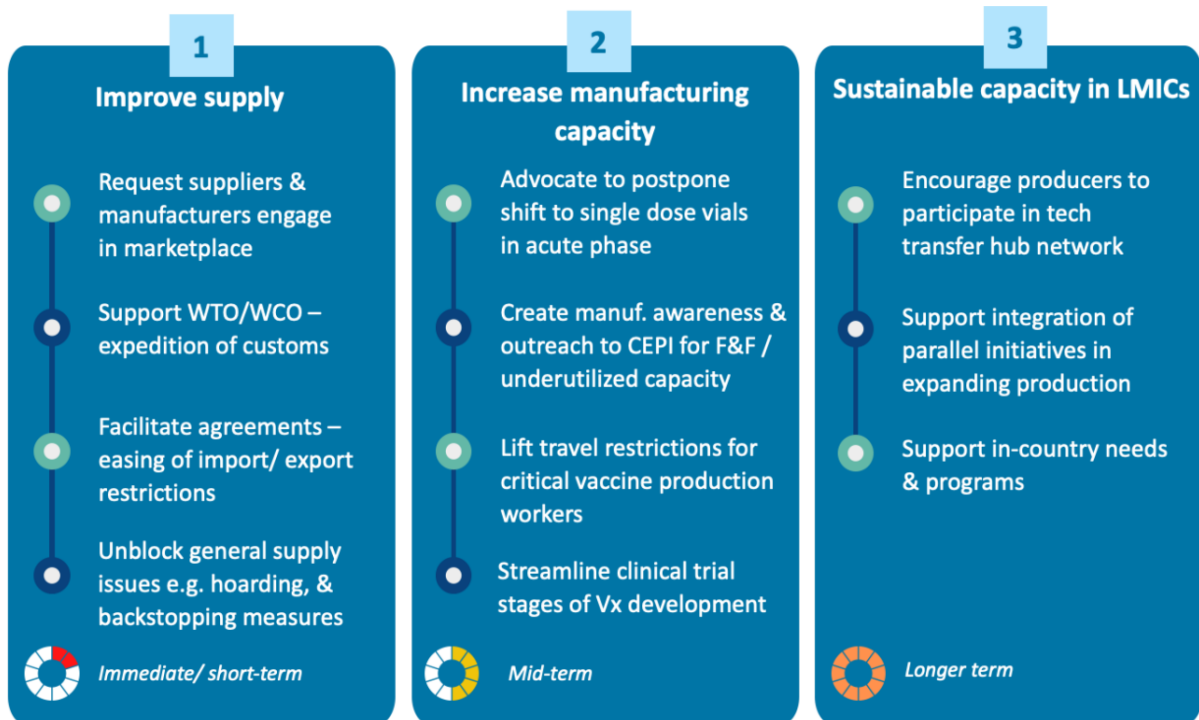 1
Improve supply
Request suppliers &
manufacturers engage
in marketplace
Support WTO/WCO –
expedition of customs
Facilitate agreements –
easing of import/ export
restrictions
Unblock general supply
issues e.g. hoarding, &
backstopping measures
Immediate/ short-term
2
Increase manufacturing
capacity
Advocate to postpone
shift to single dose vials
in acute phase
Create manuf. awareness &
outreach to CEPI for F&F /
underutilized capacity
Lift travel restrictions for
critical vaccine production
workers
Streamline clinical trial
stages of Vx development
Mid-term
3
Sustainable capacity in LMICs
Encourage producers to
participate in tech
transfer hub network
Support integration of
parallel initiatives in
expanding production
Support in-country needs
& programs
Longer term